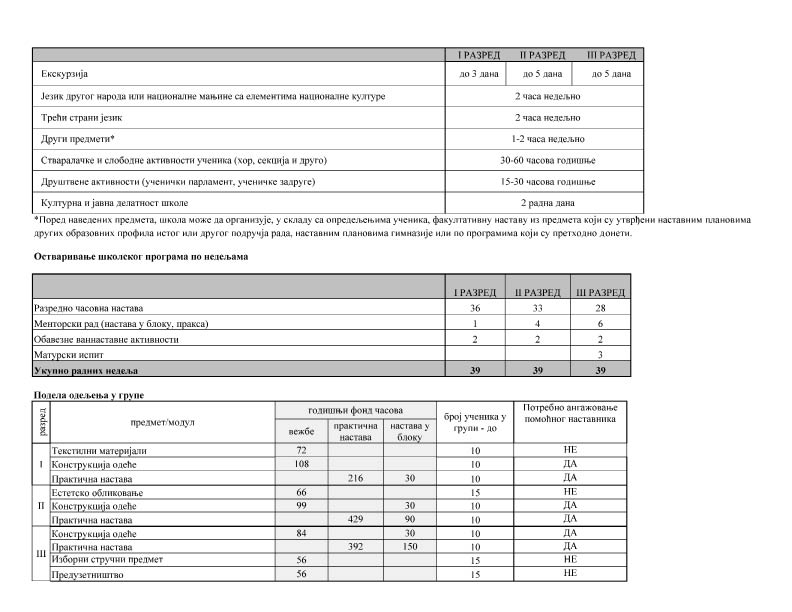 I РАЗРЕД II РАЗРЕД III РАЗРЕД
Екскурзија до 3 дана до 5 дана до 5 дана
Језик другог народа или националне мањине са елементима националне културе 2 часа недељно
Трећи страни језик 2 часа недељно
Други предмети* 1-2 часа недељно
Стваралачке и слободне активности ученика (хор, секција и друго) 30-60 часова годишње
Друштвене активности (ученички парламент, ученичке задруге) 15-30 часова годишње
Културна и јавна делатност школе 2 радна дана
*Поред наведених предмета, школа може да организује, у складу са опредељењима ученика, факултативну наставу из предмета који су утврђени наставним плановима
других образовних профила истог или другог подручја рада, наставним плановима гимназије или по програмима који су претходно донети.
Остваривање школског програма по недељама
I РАЗРЕД II РАЗРЕД III РАЗРЕД
Разредно часовна настава 36 33 28
Менторски рад (настава у блоку, пракса) 1 4 6
Обавезне ваннаставне активности 2 2 2
Матурски испит 3
Укупно радних недеља 39 39 39
Подела одељења у групе
разред предмет/модул годишњи фонд часова број ученика у групи - до Потребно ангажовање помоћног наставника
вежбе практична настава настава у блоку
I Текстилни материјали 72 10 НЕ
Конструкција одеће 108 10 ДА
Практична настава 216 30 10 ДА
II Естетско обликовање 66 15 НЕ
Конструкција одеће 99 30 10 ДА
Практична настава 429 90 10 ДА
III Конструкција одеће 84 30 10 ДА
Практична настава 392 150 10 ДА
Изборни стручни предмет 56 15 НЕ
Предузетништво 56 15 НЕ